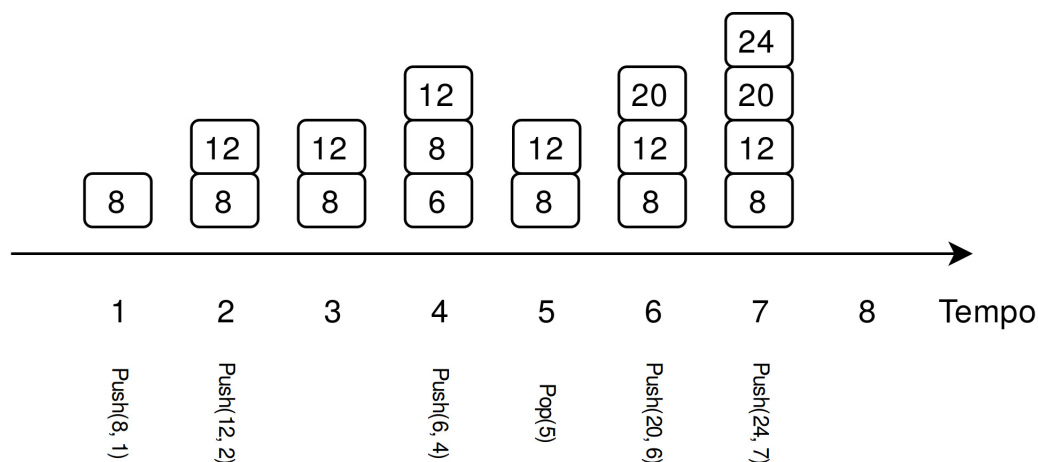 24
12 20 20
12 12 8 12 12 12
8 8 8 6 8 8 8
1 2 3 4 5 6 7 8 Tempo
Push(8, 1)
Push(12, 2)
Push(6, 4)
Pop(5)
Push(20, 6)
Push(24, 7)